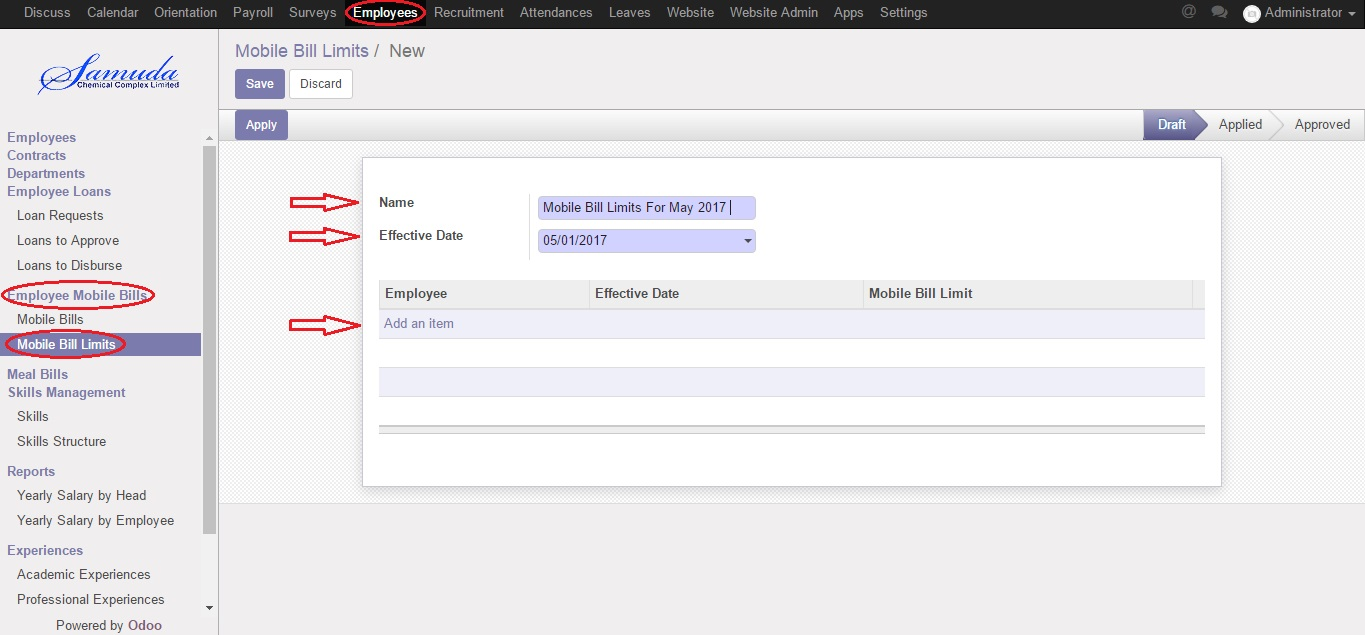 Discuss Calendar Orientation Payroll Surveys Employees Recruitment Attendances Leaves Website Website Admin Apps Settings @ Administrator
Samuda
Chemical Complex Limited
Employees
Contracts
Departments
Employee Loans
Loan Requests
Loans to Approve
Loans to Disburse
Employee Mobile Bills
Mobile Bills
Mobile Bill Limits
Meal Bills
Skills Management
Skills
Skills Structure
Reports
Yearly Salary by Head
Yearly Salary by Employee
Experiences
Academic Experiences
Professional Experiences
Powered by Odoo
Mobile Bill Limits / New
Save Discard
Apply Draft Applied Approved
Name Mobile Bill Limits For May 2017
Effective Date 05/01/2017
Employee Effective Date Mobile Bill Limit
Add an item